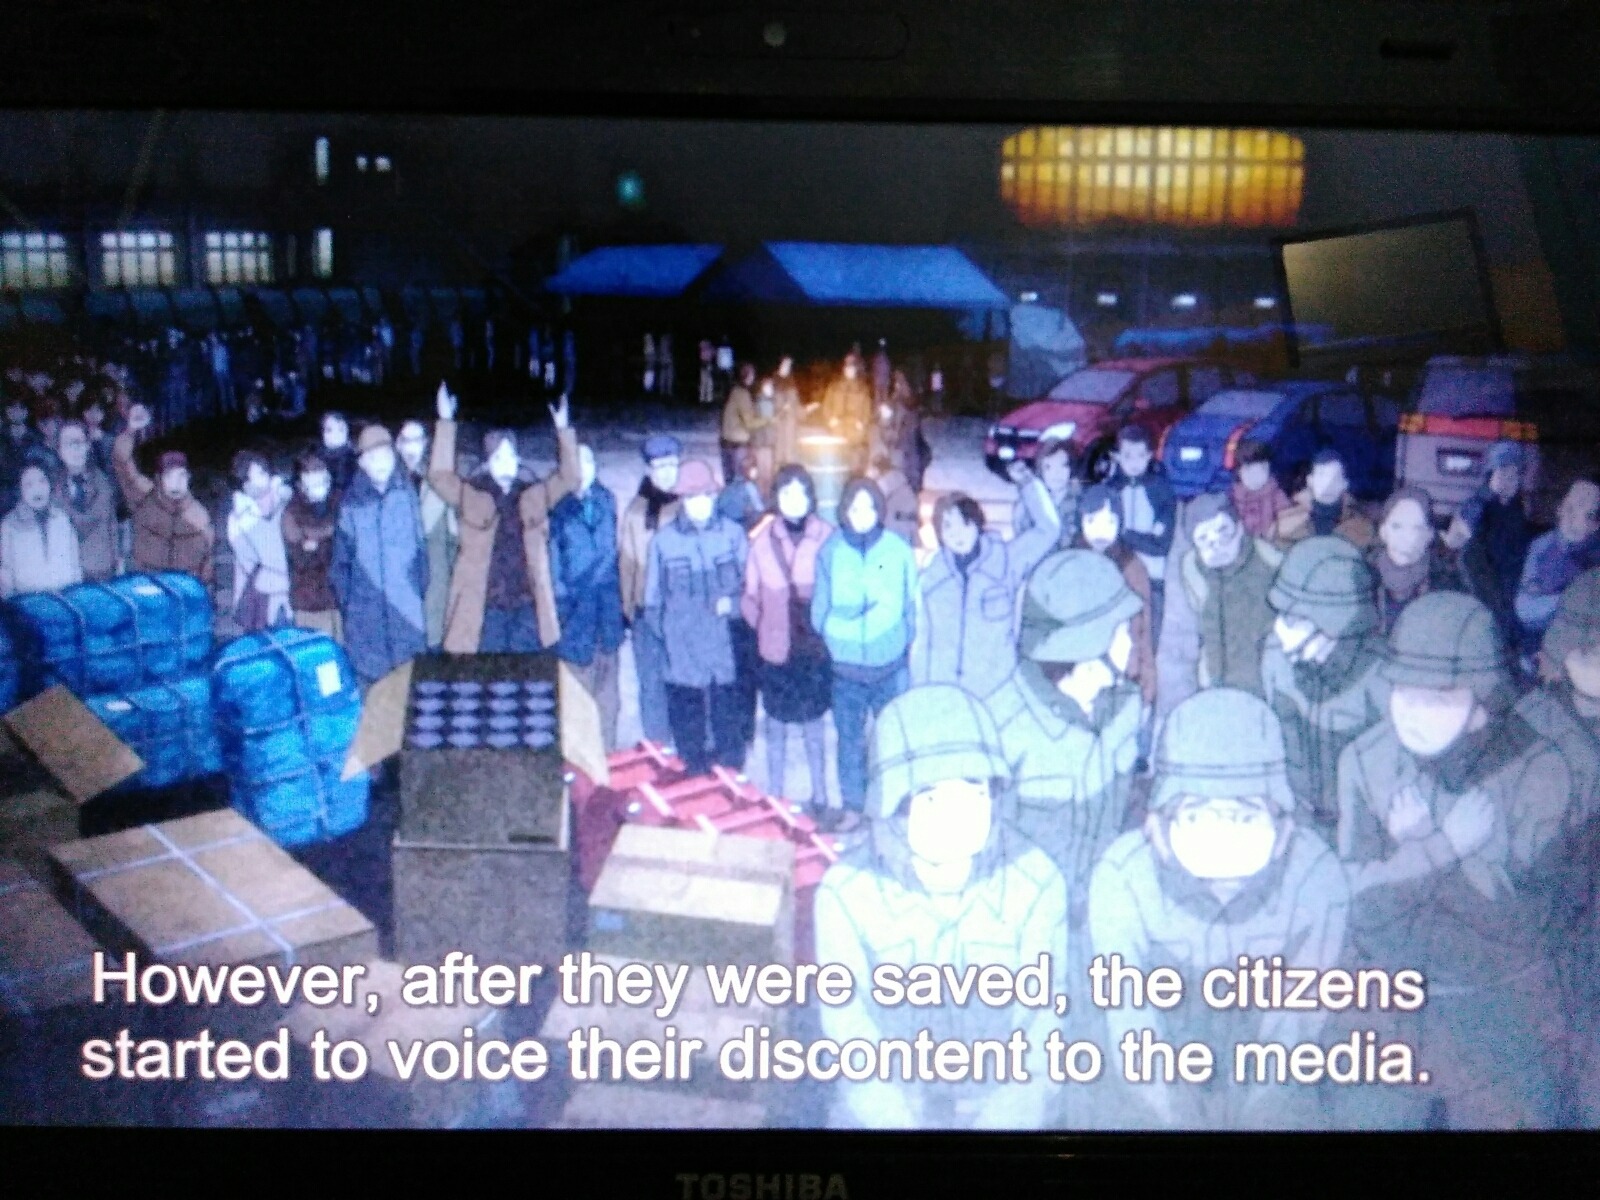 However, after they were saved, the citizens
started to voice their discontent to the media.
TOSHIBA